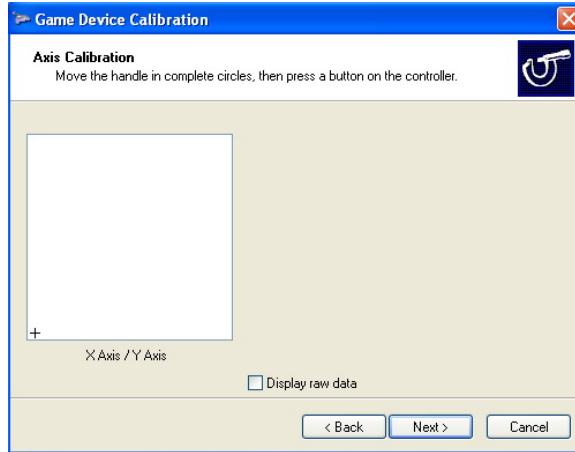 Game Device Calibration
Axis Calibration
Move the handle in complete circles, then press a button on the controller.
X Axis / Y Axis
Display raw data
< Back
Next >
Cancel